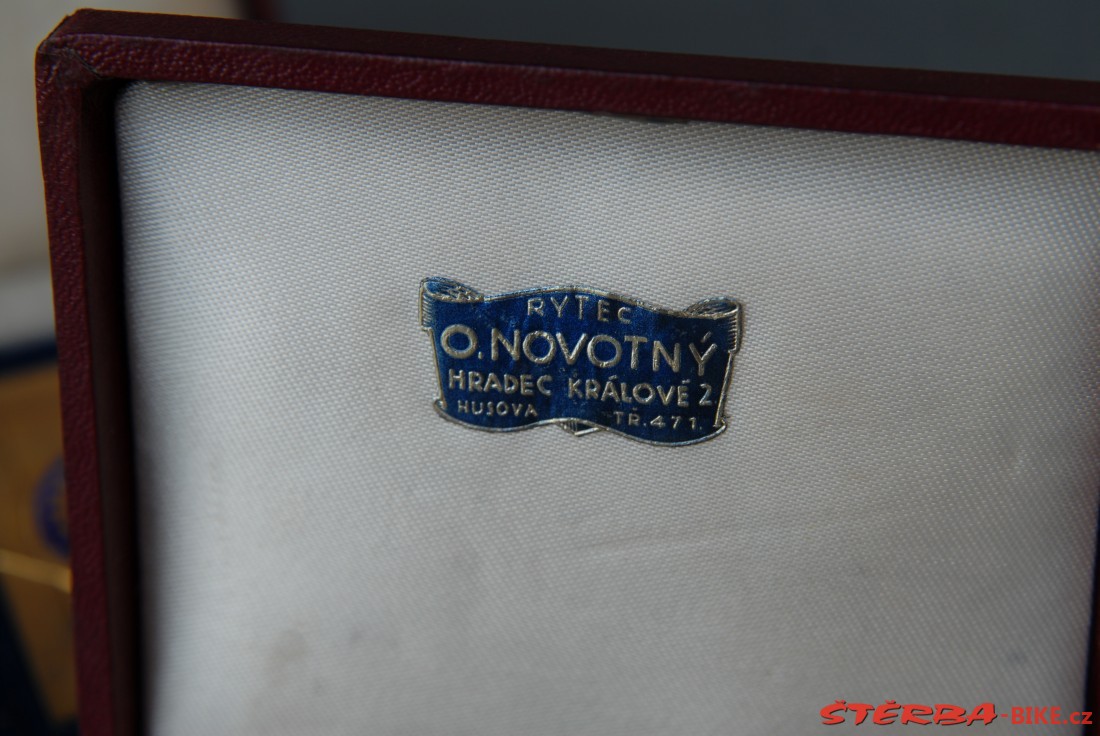 RYTEC
O. NOVOTNÝ
HRADEC KRÁLOVÉ 2
HUSOVA TŘ. 471.
ŠTĚRBA-BIKE.cz